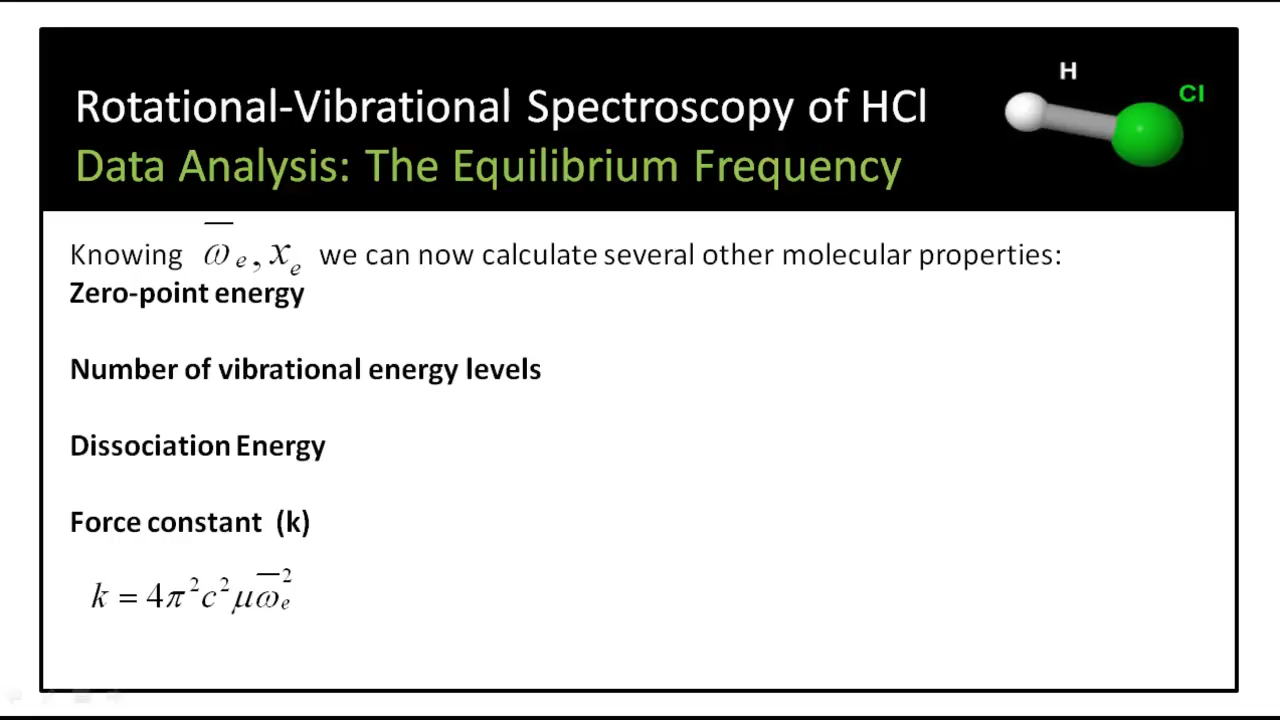 H
Cl
Rotational-Vibrational Spectroscopy of HCl
Data Analysis: The Equilibrium Frequency
Knowing ω̅ₑ, xₑ we can now calculate several other molecular properties:
Zero-point energy
Number of vibrational energy levels
Dissociation Energy
Force constant (k)
k = 4π²c²μω̅ₑ²